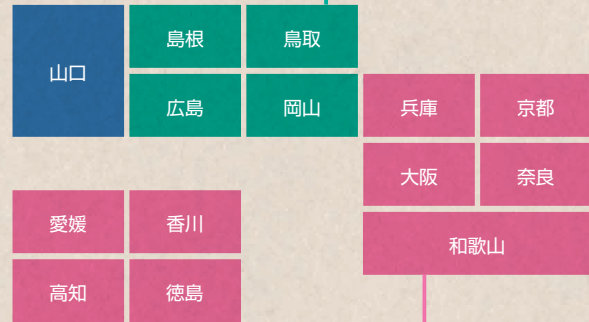 島根 鳥取
山口
広島 岡山 兵庫 京都
大阪 奈良
愛媛 香川
和歌山
高知 徳島